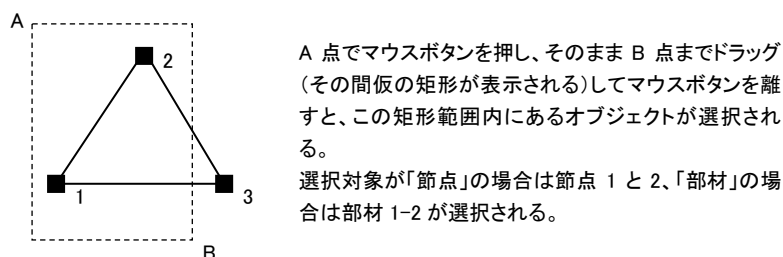 A
2
1
3
B
A 点でマウスボタンを押し、そのまま B 点までドラッグ
(その間仮の矩形が表示される)してマウスボタンを離
すと、この矩形範囲内にあるオブジェクトが選択され
る。
選択対象が「節点」の場合は節点 1 と 2、「部材」の場
合は部材 1-2 が選択される。